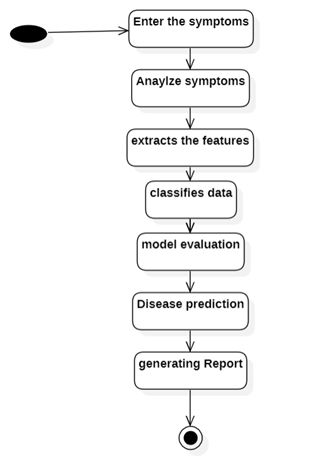 Enter the symptoms
Anaylze symptoms
extracts the features
classifies data
model evaluation
Disease prediction
generating Report